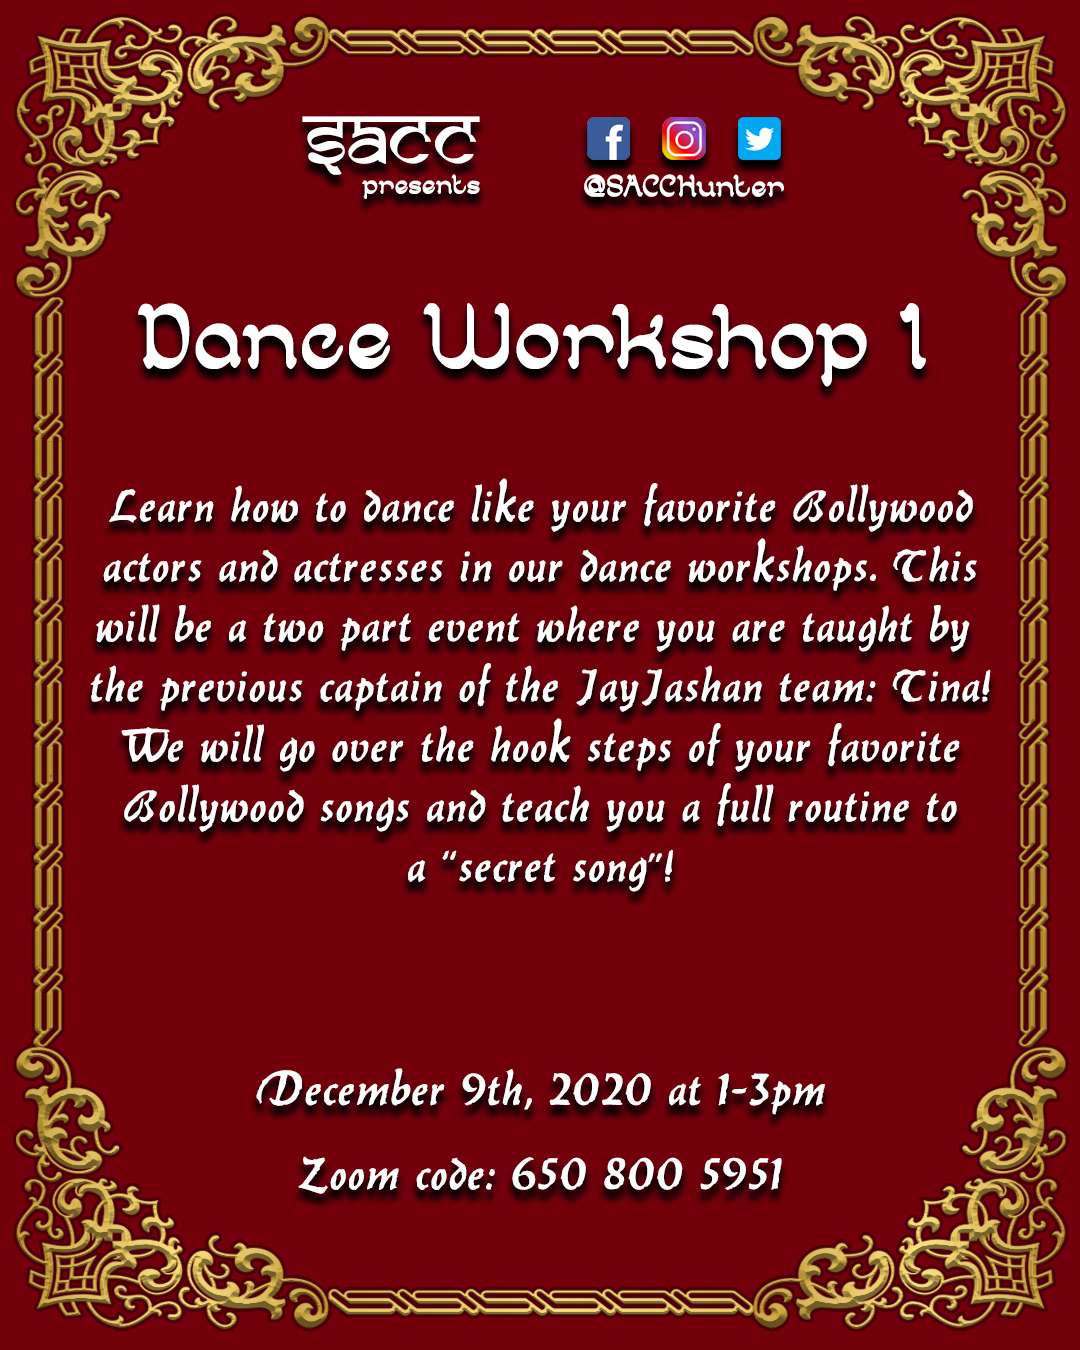 SACC
presents
@SACCHunter
Dance Workshop 1
Learn how to dance like your favorite Bollywood
actors and actresses in our dance workshops. This
will be a two part event where you are taught by
the previous captain of the JayJashan team: Tina!
We will go over the hook steps of your favorite
Bollywood songs and teach you a full routine to
a “secret song”!
December 9th, 2020 at 1-3pm
Zoom code: 650 800 5951